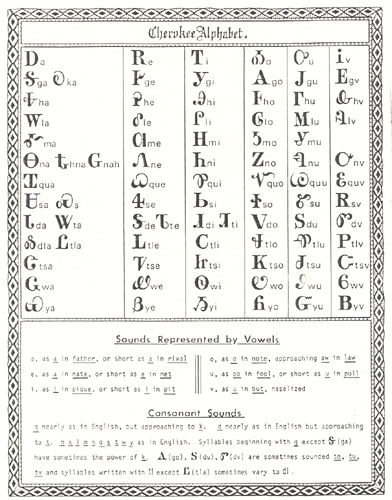 Cherokee Alphabet.
Ꭰa Ꭱe Ꭲi Ꭳo Ꭴu Ꭵv
Ꭶga Ꭷka Ꭸge Ꭹgi Ꭺgo Ꭻgu Ꭼgv
Ꭽha Ꭾhe Ꭿhi Ꮀho Ꮁhu Ꮂhv
Ꮃla Ꮄle Ꮅli Ꮆlo Ꮇlu Ꮈlv
Ꮉma Ꮊme Ꮋmi Ꮌmo Ꮍmu
Ꮎna Ꮏhna Ꮐnah Ꮑne Ꮒni Ꮓno Ꮔnu Ꮕnv
Ꮖqua Ꮗque Ꮘqui Ꮙquo Ꮚquu Ꮛquv
Ꮜsa Ꮝs Ꮞse Ꮟsi Ꮠso Ꮡsu Ꮢsv
Ꮣda Ꮤta Ꮥde Ꮦte Ꮧdi Ꮨti Ꮩdo Ꮪdu Ꮫdv
Ꮬdla Ꮭtla Ꮮtle Ꮯtli Ꮰtlo Ꮱtlu Ꮲtlv
Ꮳtsa Ꮴtse Ꮵtsi Ꮶtso Ꮷtsu Ꮸtsv
Ꮹwa Ꮺwe Ꮻwi Ꮼwo Ꮽwu Ꮾwv
Ꮿya Ᏸye Ᏹyi Ᏺyo Ᏻyu Ᏼyv
Sounds Represented by Vowels
a, as a in father, or short as a in rival
e, as a in hate, or short as e in met
i, as i in pique, or short as i in pit
o, as o in note, approaching aw in law
u, as oo in fool, or short as u in pull
v, as u in but, nasalized
Consonant Sounds
g nearly as in English, but approaching to k. d nearly as in English but approaching
to t. h k l m n q s t w y as in English. Syllables beginning with g except Ꭶ(ga)
have sometimes the power of k. Ꭺ(go), Ꮪ(du), Ꮫ(dv) are sometimes sounded to, tu,
tv and syllables written with tl except Ꮭ(tla) sometimes vary to dl.